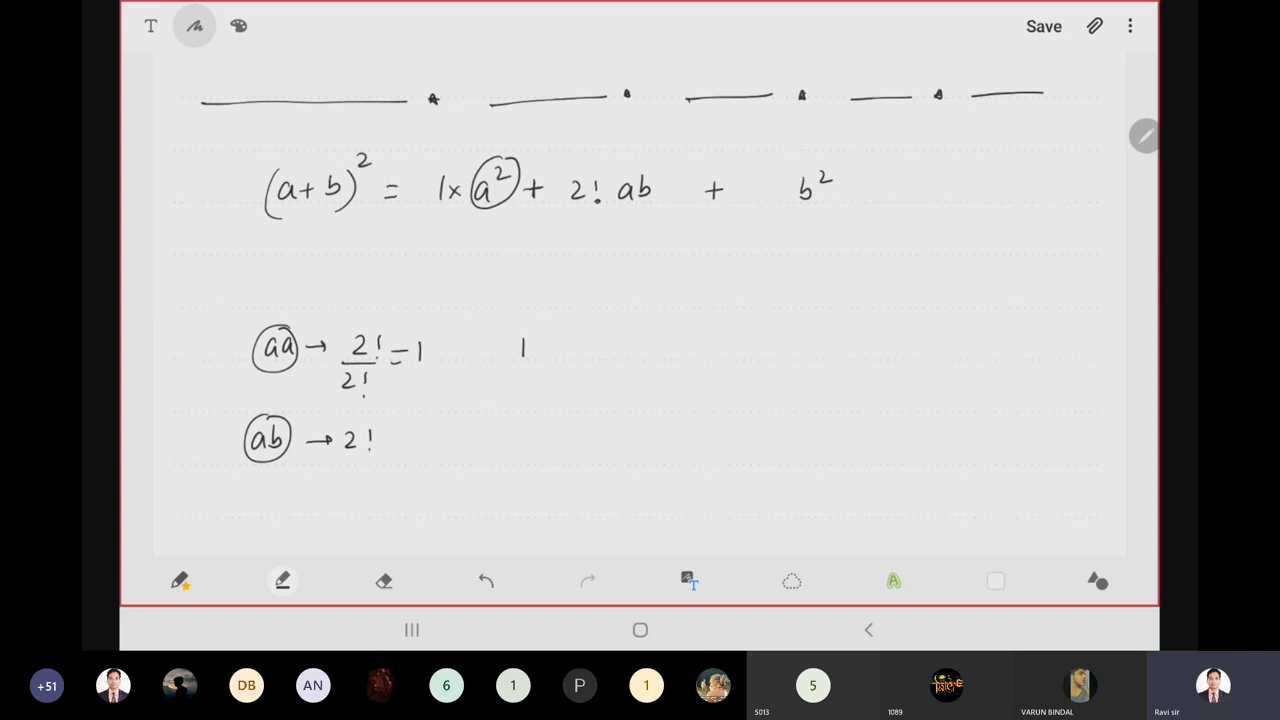 T Save
(a+b)² = 1×a² + 2! ab + b²
aa → 2!/2! = 1 1
ab → 2!
T A
+51 DB AN 6 1 P 1 5
5013 1089 VARUN BINDAL Ravi sir